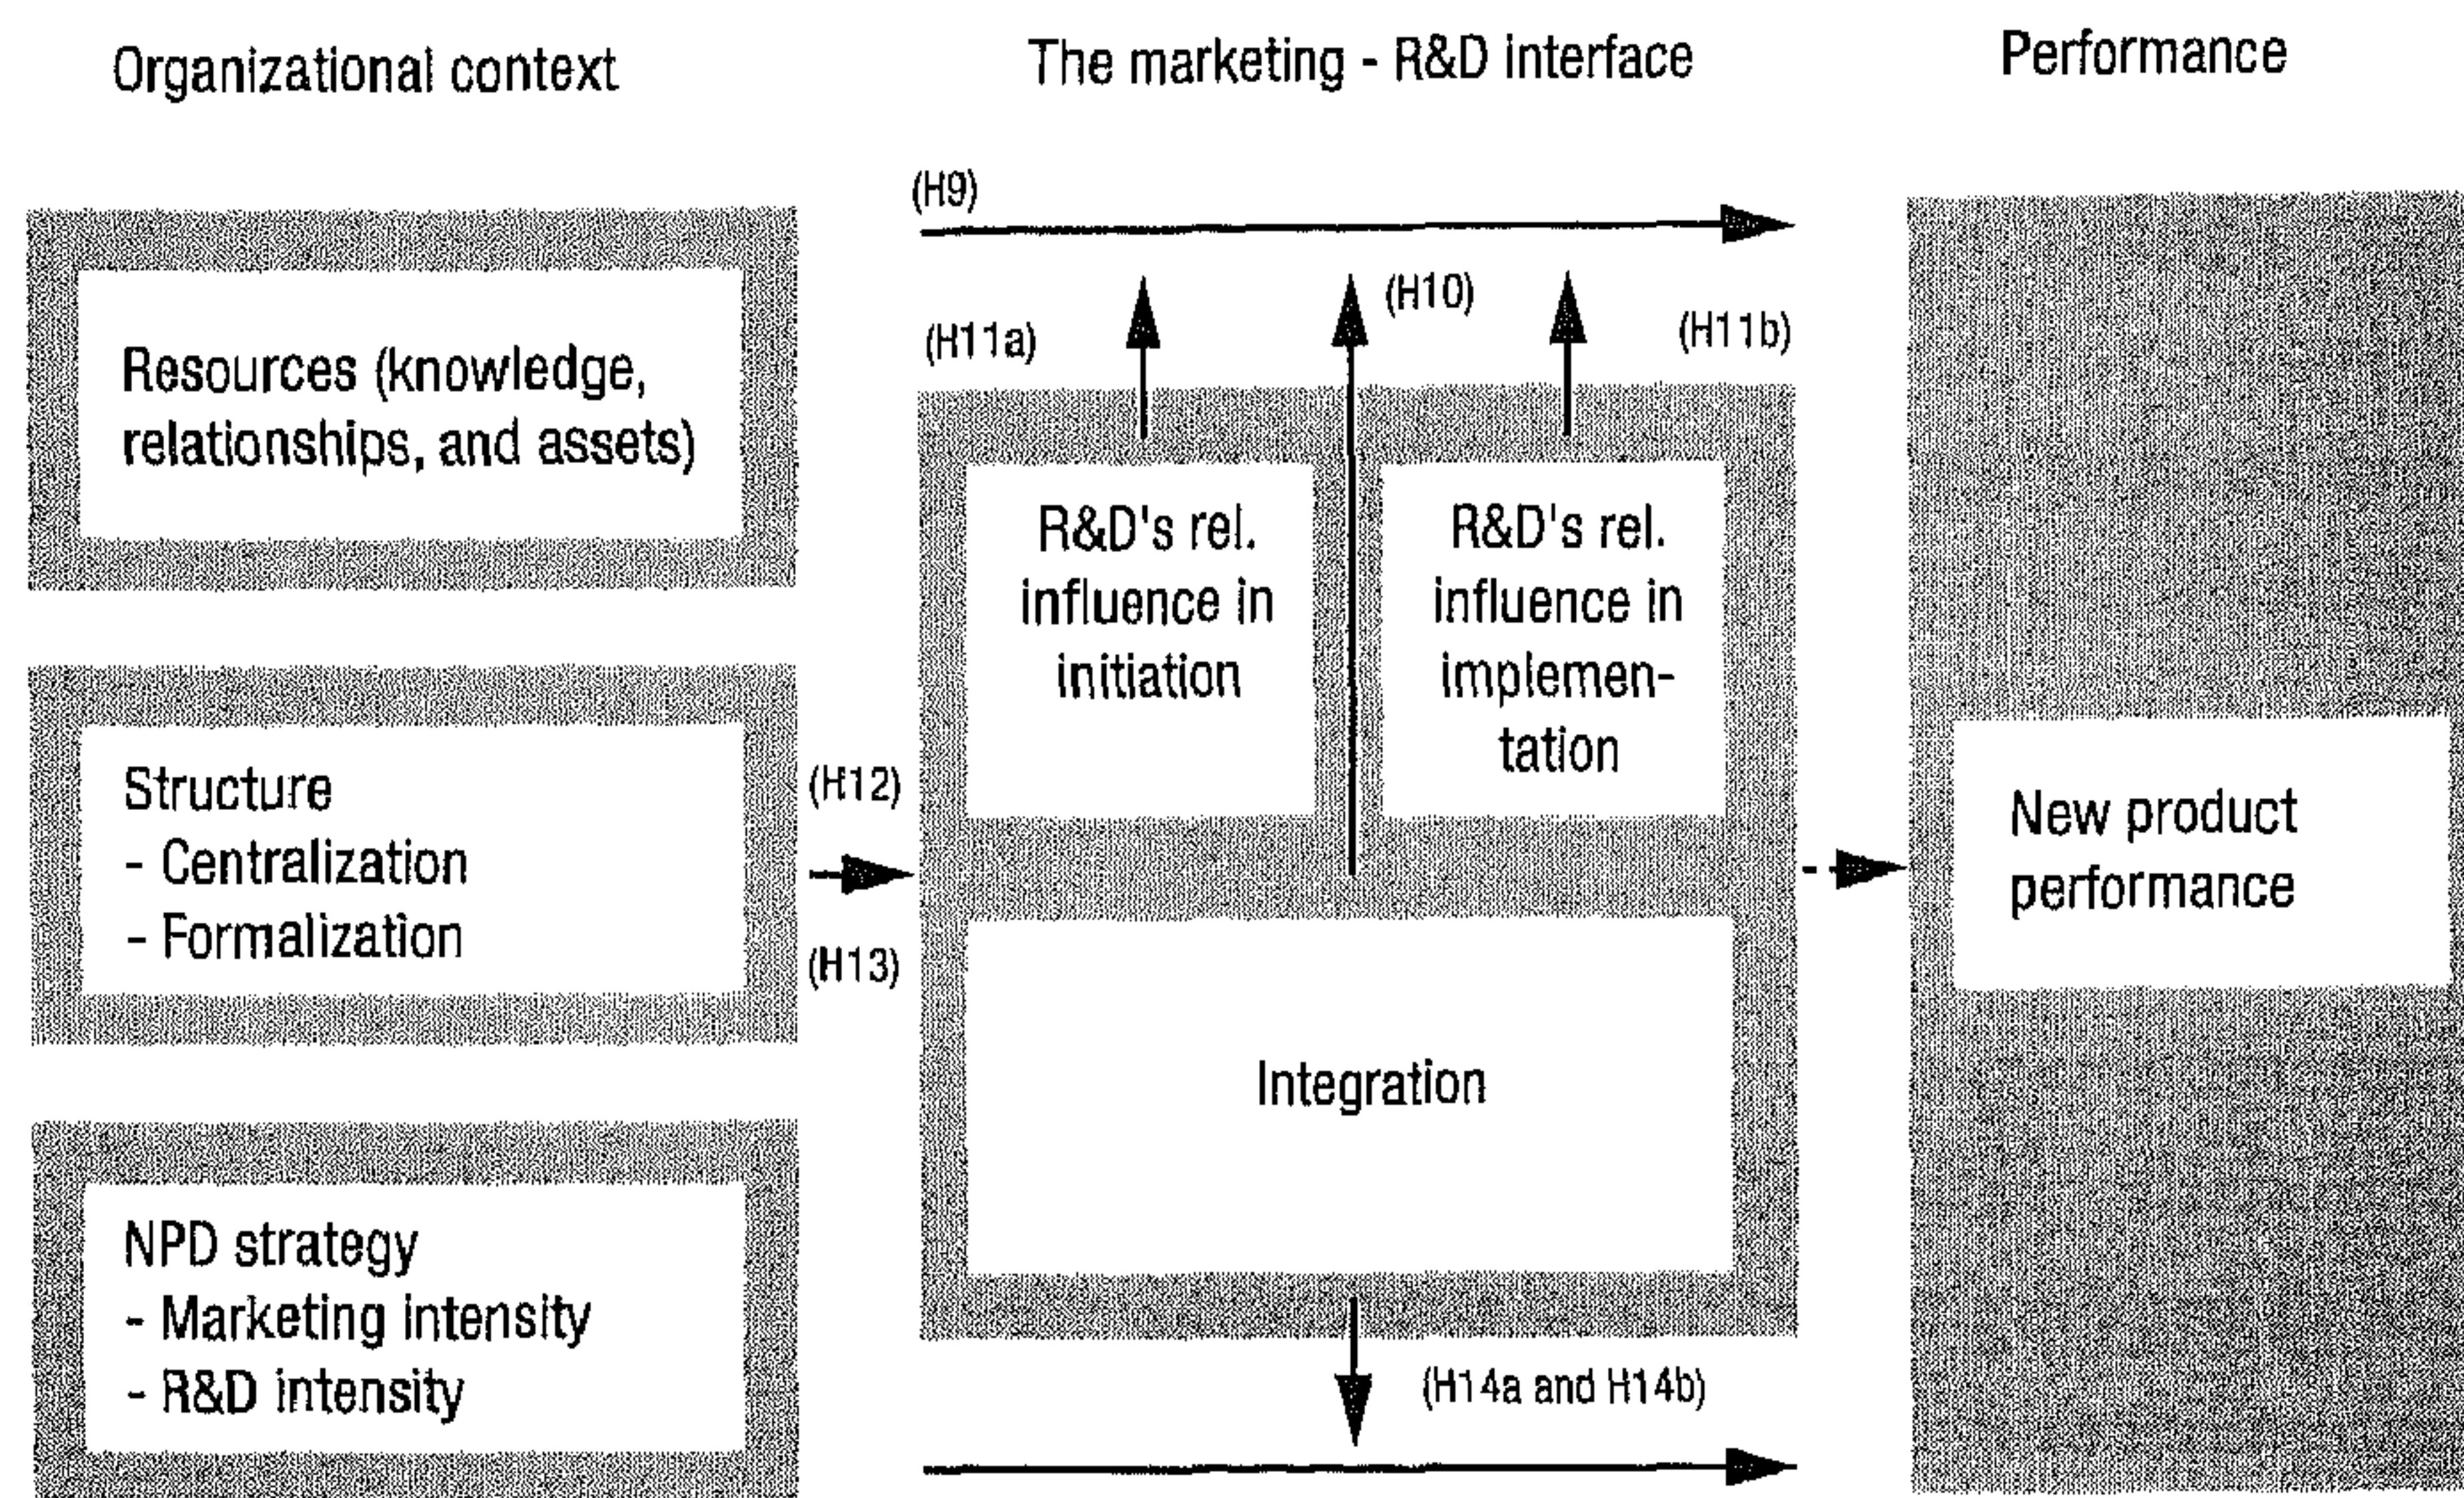 Organizational context
The marketing - R&D interface
Performance
(H9)
(H10)
(H11a)
(H11b)
Resources (knowledge,
relationships, and assets)
R&D's rel.
influence in
initiation
R&D's rel.
influence in
implemen-
tation
Structure
- Centralization
- Formalization
(H12)
(H13)
New product
performance
Integration
NPD strategy
- Marketing intensity
- R&D intensity
(H14a and H14b)